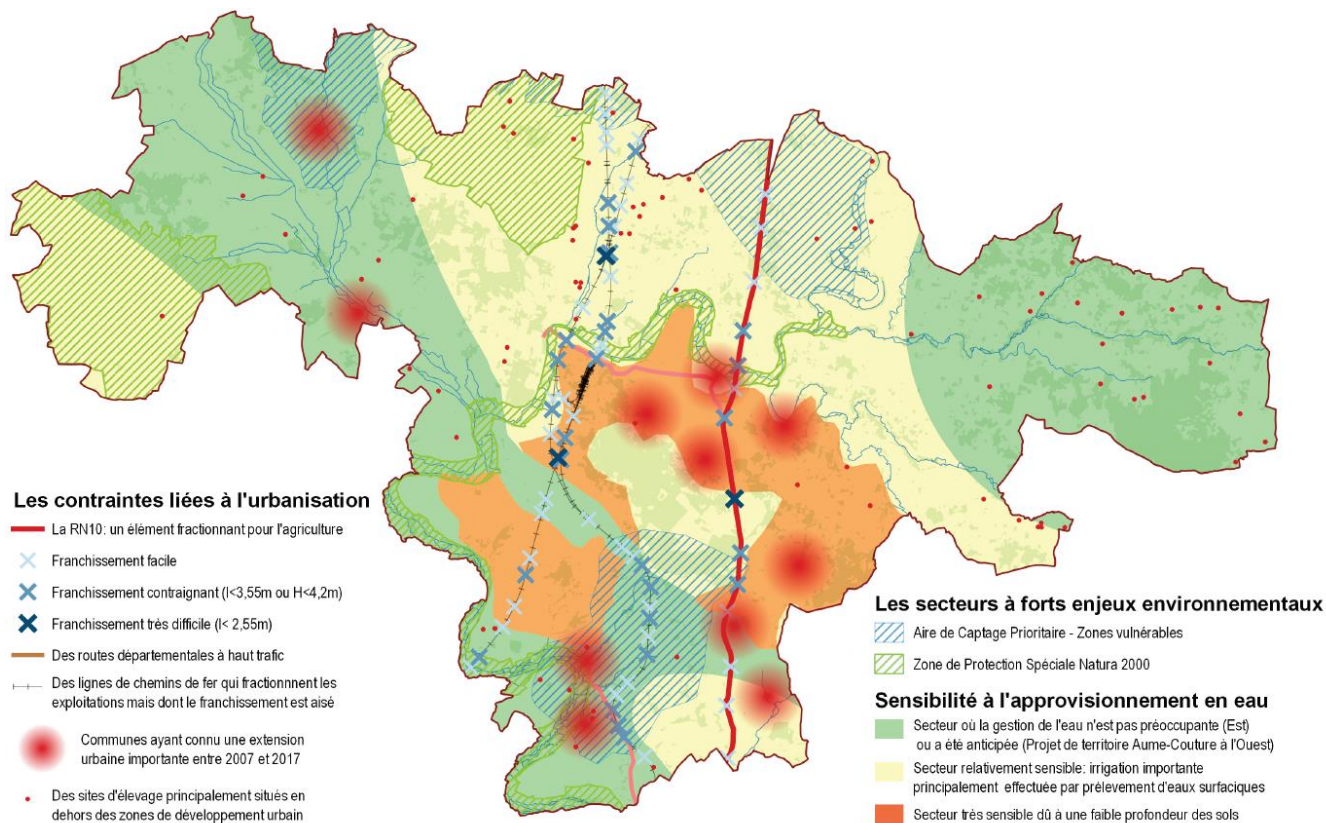 Les contraintes liées à l'urbanisation
La RN10: un élément fractionnant pour l'agriculture
Franchissement facile
Franchissement contraignant (l<3,55m ou H<4,2m)
Franchissement très difficile (l< 2,55m)
Des routes départementales à haut trafic
Des lignes de chemins de fer qui fractionnnent les
exploitations mais dont le franchissement est aisé
Communes ayant connu une extension
urbaine importante entre 2007 et 2017
Des sites d'élevage principalement situés en
dehors des zones de développement urbain
Les secteurs à forts enjeux environnementaux
Aire de Captage Prioritaire - Zones vulnérables
Zone de Protection Spéciale Natura 2000
Sensibilité à l'approvisionnement en eau
Secteur où la gestion de l'eau n'est pas préoccupante (Est)
ou a été anticipée (Projet de territoire Aume-Couture à l'Ouest)
Secteur relativement sensible: irrigation importante
principalement effectuée par prélevement d'eaux surfaciques
Secteur très sensible dû à une faible profondeur des sols